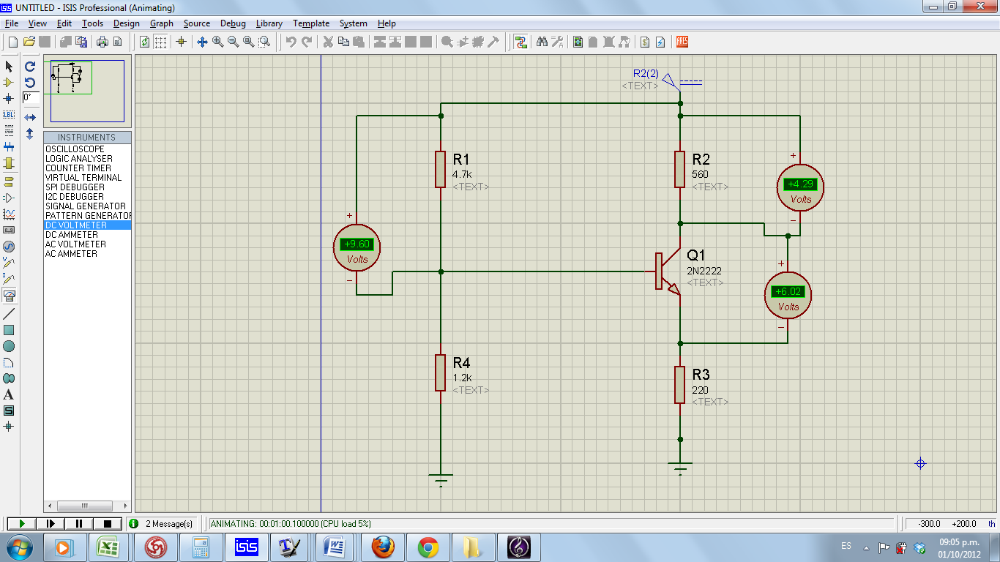 UNTITLED - ISIS Professional (Animating)
File View Edit Tools Design Graph Source Debug Library Template System Help
LBL
0°
A
S
ARES
INSTRUMENTS
OSCILLOSCOPE
LOGIC ANALYSER
COUNTER TIMER
VIRTUAL TERMINAL
SPI DEBUGGER
I2C DEBUGGER
SIGNAL GENERATOR
PATTERN GENERATOR
DC VOLTMETER
DC AMMETER
AC VOLTMETER
AC AMMETER
R2(2)
<TEXT>
R1
4.7k
<TEXT>
R2
560
<TEXT>
+
+4.29
Volts
−
+
+9.60
Volts
−
Q1
2N2222
<TEXT>
+
+6.02
Volts
−
R4
1.2k
<TEXT>
R3
220
<TEXT>
2 Message(s)
ANIMATING: 00:01:00.100000 (CPU load 5%)
-300.0 +200.0 th
isis
ES
09:05 p.m.
01/10/2012